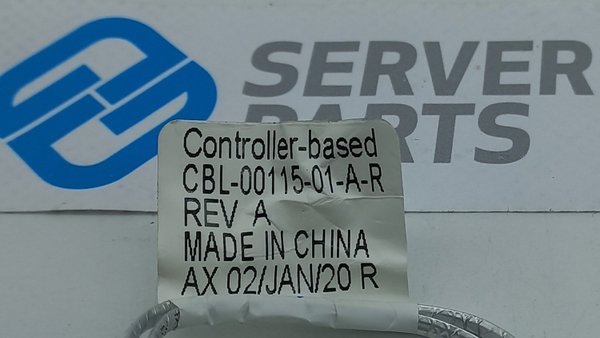 SERVER
PARTS
Controller-based
CBL-00115-01-A-R
REV A
MADE IN CHINA
AX 02/JAN/20 R